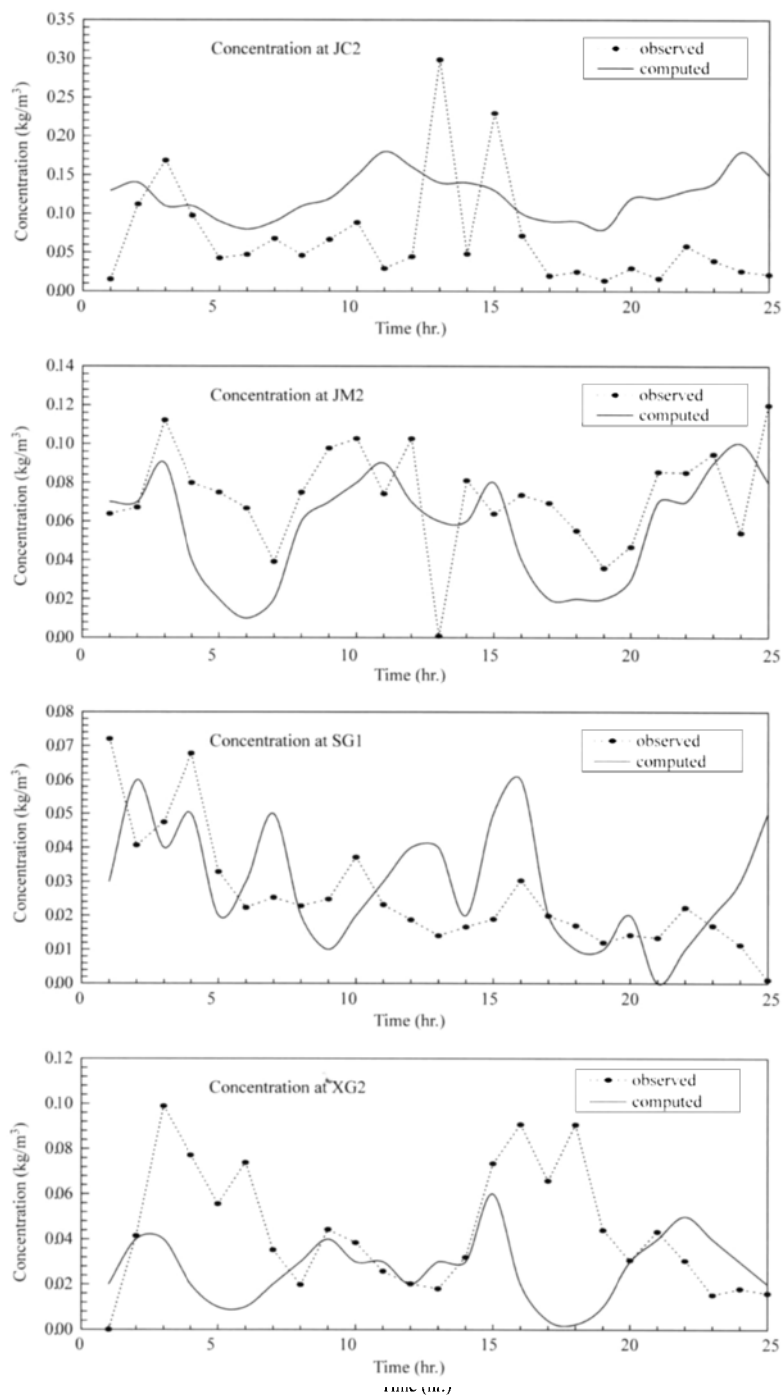 Concentration at JC2
observed
computed
Concentration (kg/m³)
0.35
0.30
0.25
0.20
0.15
0.10
0.05
0.00
0 5 10 15 20 25
Time (hr.)
Concentration at JM2
observed
computed
Concentration (kg/m³)
0.14
0.12
0.10
0.08
0.06
0.04
0.02
0.00
0 5 10 15 20 25
Time (hr.)
Concentration at SG1
observed
computed
Concentration (kg/m³)
0.08
0.07
0.06
0.05
0.04
0.03
0.02
0.01
0.00
0 5 10 15 20 25
Time (hr.)
Concentration at XG2
observed
computed
Concentration (kg/m³)
0.12
0.10
0.08
0.06
0.04
0.02
0.00
0 5 10 15 20 25
Time (hr.)
Time (hr.)